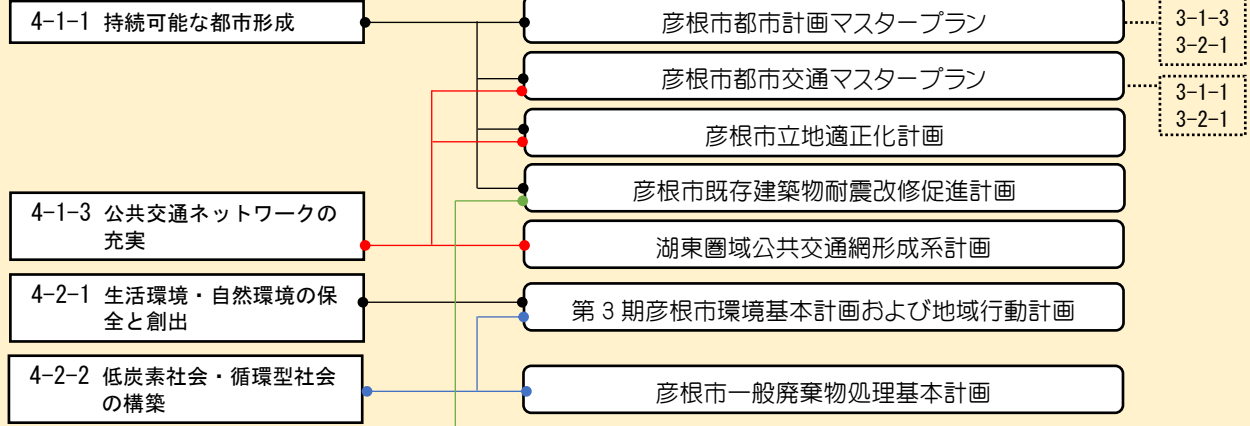 4-1-1 持続可能な都市形成
彦根市都市計画マスタープラン
3-1-3
3-2-1
彦根市都市交通マスタープラン
3-1-1
3-2-1
彦根市立地適正化計画
彦根市既存建築物耐震改修促進計画
4-1-3 公共交通ネットワークの
充実
湖東圏域公共交通網形成系計画
4-2-1 生活環境・自然環境の保
全と創出
第3期彦根市環境基本計画および地域行動計画
4-2-2 低炭素社会・循環型社会
の構築
彦根市一般廃棄物処理基本計画